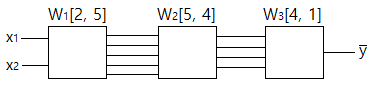 W₁[2, 5] W₂[5, 4] W₃[4, 1]
x₁
x₂
y̅